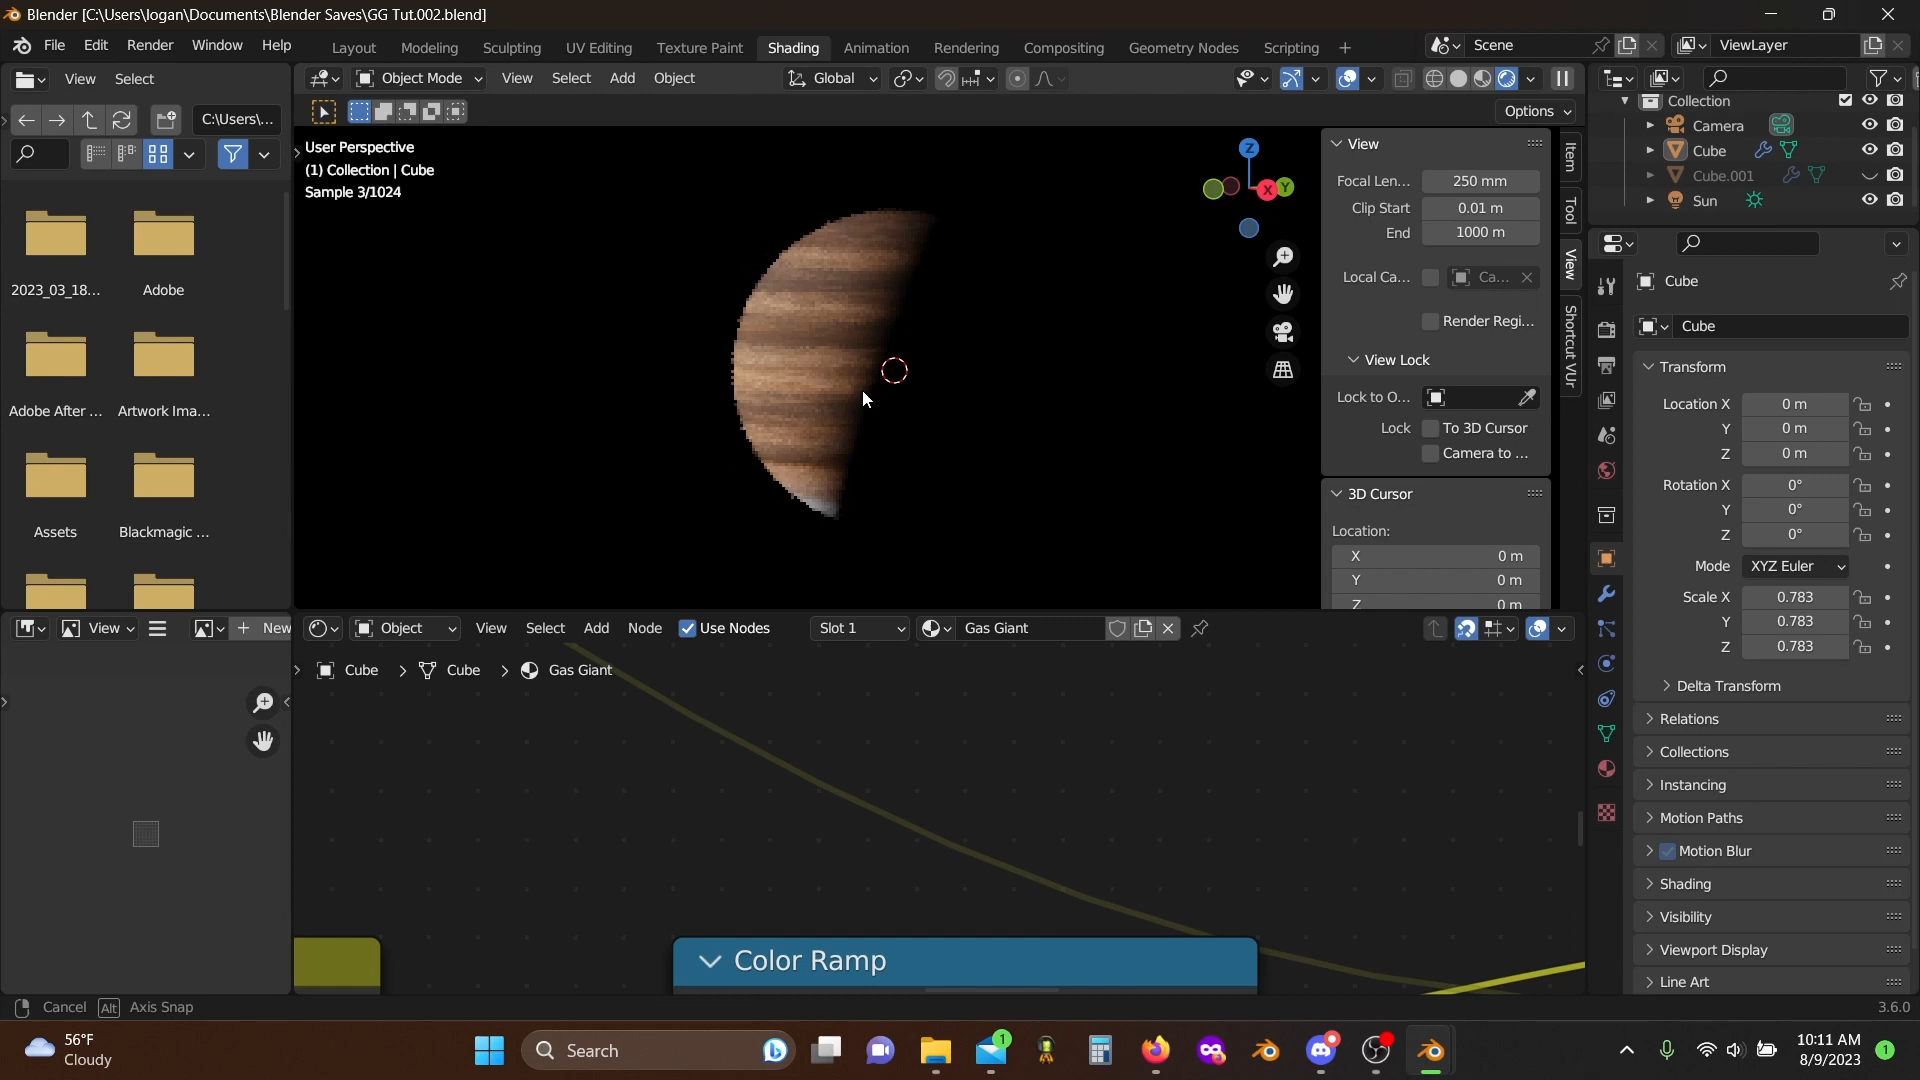 Blender [C:\Users\logan\Documents\Blender Saves\GG Tut.002.blend]
File Edit Render Window Help
Layout Modeling Sculpting UV Editing Texture Paint Shading Animation Rendering Compositing Geometry Nodes Scripting +
Scene
ViewLayer
View Select
Object Mode View Select Add Object
Global
C:\Users\...
Options
2023_03_18...
Adobe
Adobe After ...
Artwork Ima...
Assets
Blackmagic ...
User Perspective
(1) Collection | Cube
Sample 3/1024
Z
X
Y
View
Focal Len... 250 mm
Clip Start 0.01 m
End 1000 m
Local Ca... Ca...
Render Regi...
View Lock
Lock to O...
Lock To 3D Cursor
Camera to ...
3D Cursor
Location:
X 0 m
Y 0 m
Z 0 m
Item
Tool
View
Shortcut VUr
Collection
Camera
Cube
Cube.001
Sun
Cube
Cube
Transform
Location X 0 m
Y 0 m
Z 0 m
Rotation X 0°
Y 0°
Z 0°
Mode XYZ Euler
Scale X 0.783
Y 0.783
Z 0.783
Delta Transform
Relations
Collections
Instancing
Motion Paths
Motion Blur
Shading
Visibility
Viewport Display
Line Art
View
New
Object View Select Add Node Use Nodes Slot 1 Gas Giant
Cube > Cube > Gas Giant
Color Ramp
Cancel Alt Axis Snap
3.6.0
56°F
Cloudy
Search
1
10:11 AM
8/9/2023
1